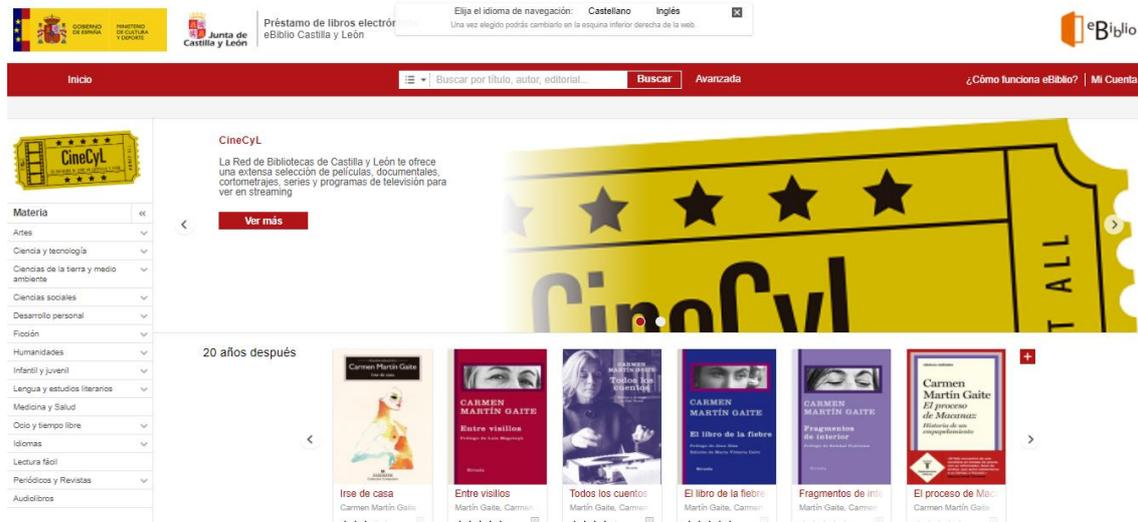 GOBIERNO
DE ESPAÑA
MINISTERIO
DE CULTURA
Y DEPORTE
Junta de
Castilla y León
Préstamo de libros
eBiblio Castilla y León
Elija el idioma de navegación: Castellano Inglés
Una vez elegido podrás cambiarlo en la esquina inferior derecha de la web.
eBiblio
Inicio
Buscar por título, autor, editorial...
Buscar
Avanzada
¿Cómo funciona eBiblio? | Mi Cuenta
CineCyL
CineCyL
La Red de Bibliotecas de Castilla y León te ofrece
una extensa selección de películas, documentales,
cortometrajes, series y programas de televisión para
ver en streaming
Ver más
CineCyL
T ALL
Materia
Artes
Ciencia y tecnología
Ciencias de la tierra y medio
ambiente
Ciencias sociales
Desarrollo personal
Ficción
Humanidades
Infantil y juvenil
Lengua y estudios literarios
Medicina y Salud
Ocio y tiempo libre
Idiomas
Lectura fácil
Periódicos y Revistas
Audiolibros
20 años después
Carmen Martín Gaite
Irse de casa
CARMEN
MARTÍN GAITE
Entre visillos
Siruela
CARMEN
MARTÍN GAITE
Todos los
cuentos
CARMEN
MARTÍN GAITE
El libro de la fiebre
Siruela
CARMEN
MARTÍN GAITE
Fragmentos
de interior
Siruela
Carmen
Martín Gaite
El proceso
de Macanaz
Historia de un
empapelamiento
Irse de casa
Carmen Martín Gaite
Entre visillos
Martín Gaite, Carmen
Todos los cuentos
Martín Gaite, Carmen
El libro de la fiebre
Martín Gaite, Carmen
Fragmentos de inte
Martín Gaite, Carmen
El proceso de Mac
Carmen Martín Gaite